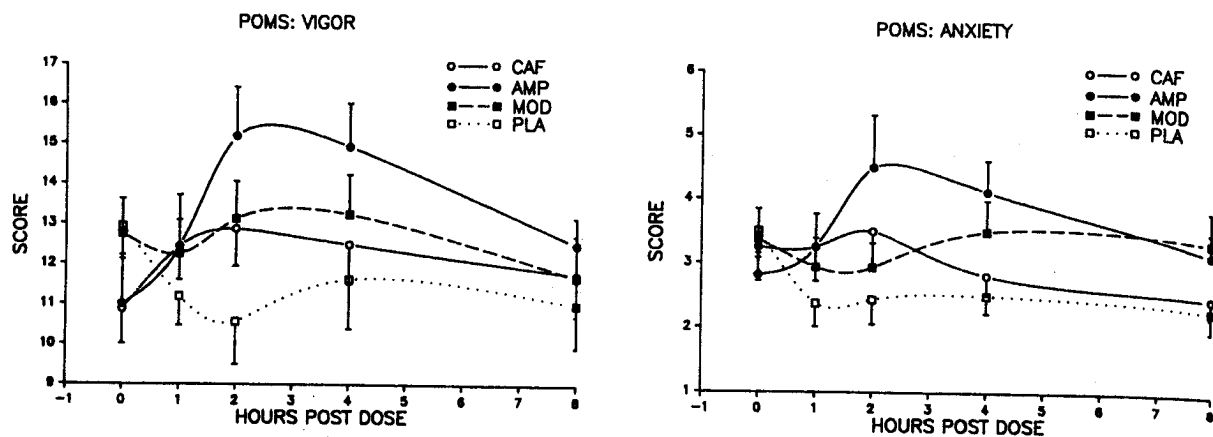 POMS: VIGOR
17
16
15
14
13
12
11
10
9
SCORE
CAF
AMP
MOD
PLA
-1 0 1 2 3 4 5 6 7 8
HOURS POST DOSE
POMS: ANXIETY
6
5
4
3
2
1
SCORE
CAF
AMP
MOD
PLA
-1 0 1 2 3 4 5 6 7 8
HOURS POST DOSE